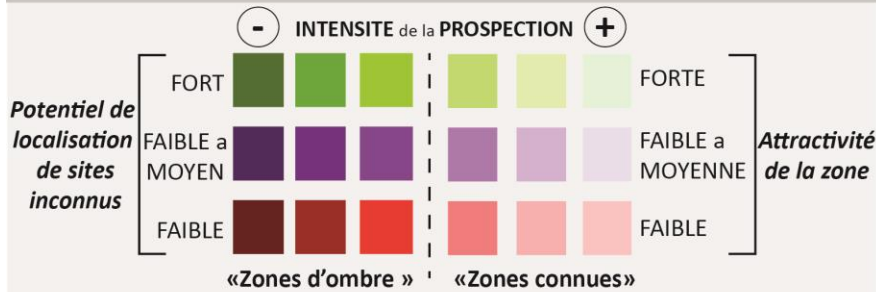 - INTENSITE de la PROSPECTION +
Potentiel de
localisation
de sites
inconnus
FORT
FAIBLE a
MOYEN
FAIBLE
FORTE
FAIBLE a
MOYENNE
FAIBLE
Attractivité
de la zone
«Zones d'ombre »
«Zones connues»